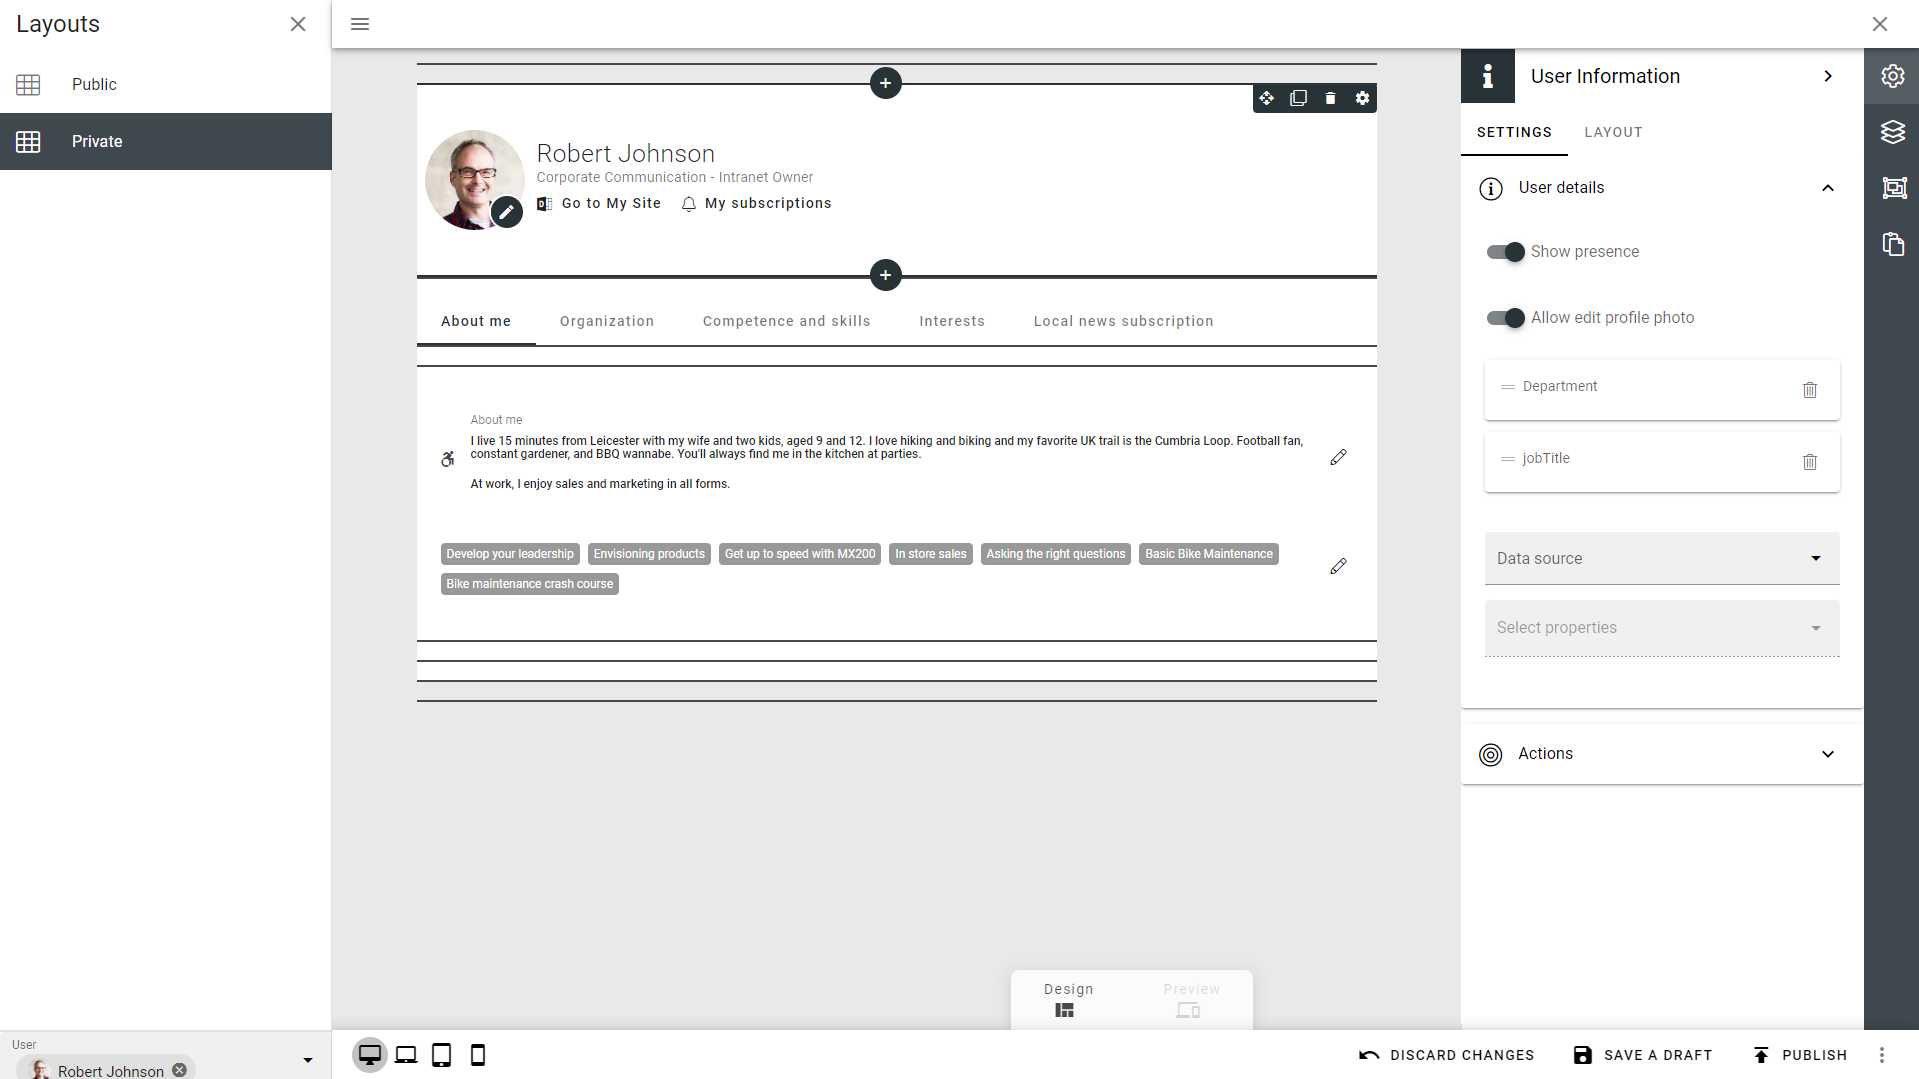 Layouts
Public
Private
Robert Johnson
Corporate Communication - Intranet Owner
Go to My Site My subscriptions
About me Organization Competence and skills Interests Local news subscription
About me
I live 15 minutes from Leicester with my wife and two kids, aged 9 and 12. I love hiking and biking and my favorite UK trail is the Cumbria Loop. Football fan,
constant gardener, and BBQ wannabe. You'll always find me in the kitchen at parties.
At work, I enjoy sales and marketing in all forms.
Develop your leadership Envisioning products Get up to speed with MX200 In store sales Asking the right questions Basic Bike Maintenance
Bike maintenance crash course
User Information
SETTINGS LAYOUT
User details
Show presence
Allow edit profile photo
Department
jobTitle
Data source
Select properties
Actions
Design Preview
User
Robert Johnson
DISCARD CHANGES SAVE A DRAFT PUBLISH